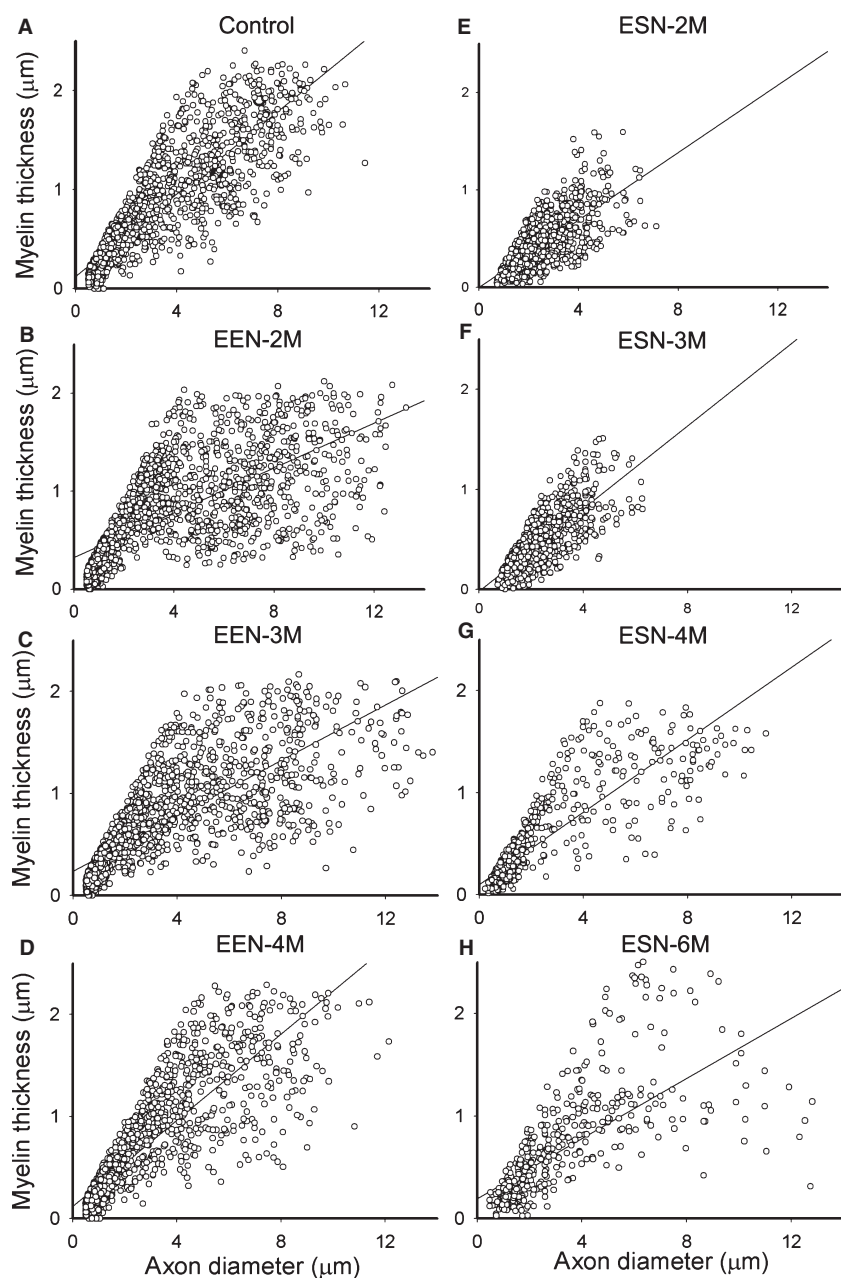 A Control
Myelin thickness (μm)
2
1
0
0 4 8 12
B EEN-2M
Myelin thickness (μm)
2
1
0
0 4 8 12
C EEN-3M
Myelin thickness (μm)
2
1
0
0 4 8 12
D EEN-4M
Myelin thickness (μm)
2
1
0
0 4 8 12
Axon diameter (μm)
E ESN-2M
2
1
0
0 4 8 12
F ESN-3M
2
1
0
0 4 8 12
G ESN-4M
2
1
0
0 4 8 12
H ESN-6M
2
1
0
0 4 8 12
Axon diameter (μm)